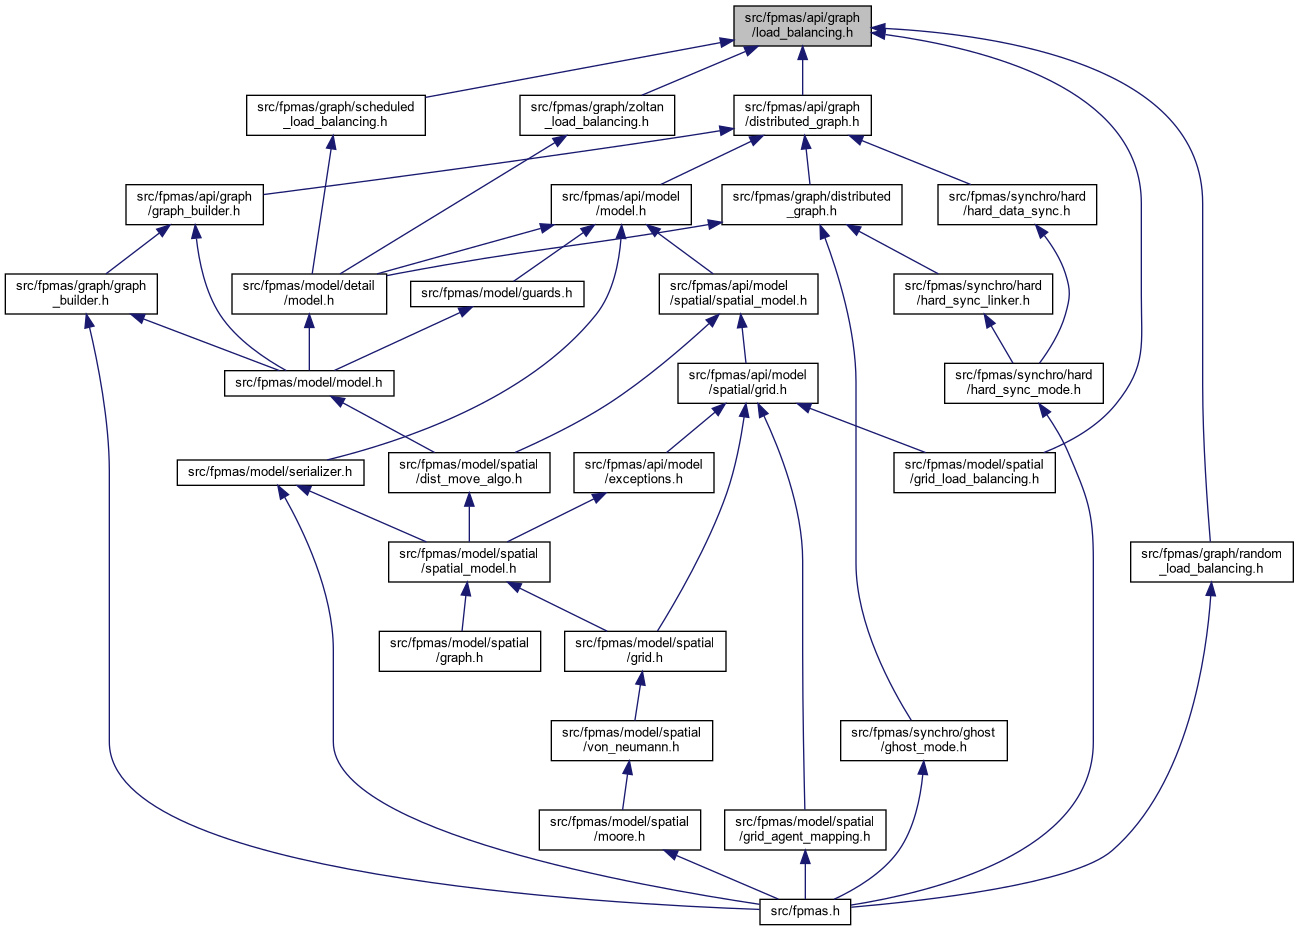 src/fpmas/api/graph
/load_balancing.h
src/fpmas/graph/scheduled
_load_balancing.h
src/fpmas/graph/zoltan
_load_balancing.h
src/fpmas/api/graph
/distributed_graph.h
src/fpmas/api/graph
/graph_builder.h
src/fpmas/api/model
/model.h
src/fpmas/graph/distributed
_graph.h
src/fpmas/synchro/hard
/hard_data_sync.h
src/fpmas/graph/graph
_builder.h
src/fpmas/model/detail
/model.h
src/fpmas/model/guards.h
src/fpmas/api/model
/spatial/spatial_model.h
src/fpmas/synchro/hard
/hard_sync_linker.h
src/fpmas/model/model.h
src/fpmas/api/model
/spatial/grid.h
src/fpmas/synchro/hard
/hard_sync_mode.h
src/fpmas/model/serializer.h
src/fpmas/model/spatial
/dist_move_algo.h
src/fpmas/api/model
/exceptions.h
src/fpmas/model/spatial
/grid_load_balancing.h
src/fpmas/model/spatial
/spatial_model.h
src/fpmas/graph/random
_load_balancing.h
src/fpmas/model/spatial
/graph.h
src/fpmas/model/spatial
/grid.h
src/fpmas/model/spatial
/von_neumann.h
src/fpmas/synchro/ghost
/ghost_mode.h
src/fpmas/model/spatial
/moore.h
src/fpmas/model/spatial
/grid_agent_mapping.h
src/fpmas.h